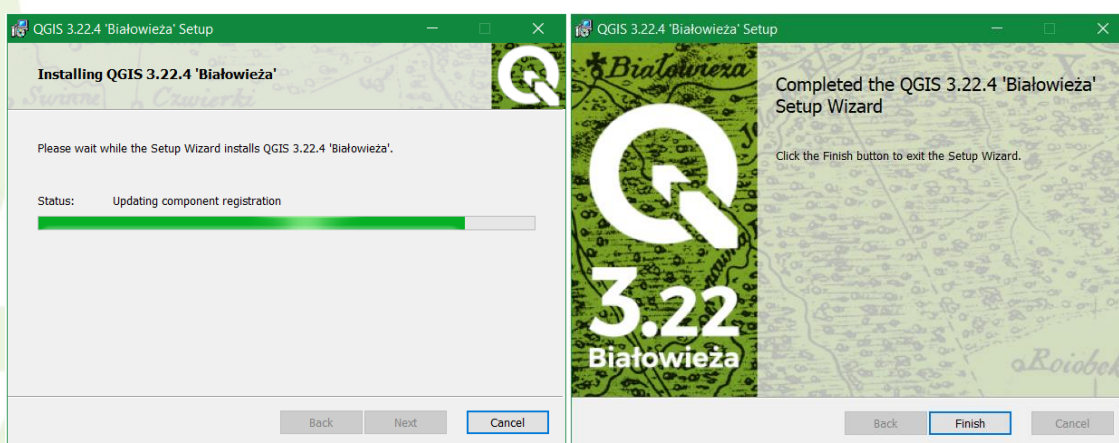 QGIS 3.22.4 'Białowieża' Setup
Installing QGIS 3.22.4 'Białowieża'
Czwierki
Please wait while the Setup Wizard installs QGIS 3.22.4 'Białowieża'.
Status: Updating component registration
Back Next Cancel
QGIS 3.22.4 'Białowieża' Setup
Białowieza
3.22
Białowieża
Completed the QGIS 3.22.4 'Białowieża'
Setup Wizard
Click the Finish button to exit the Setup Wizard.
Back Finish Cancel